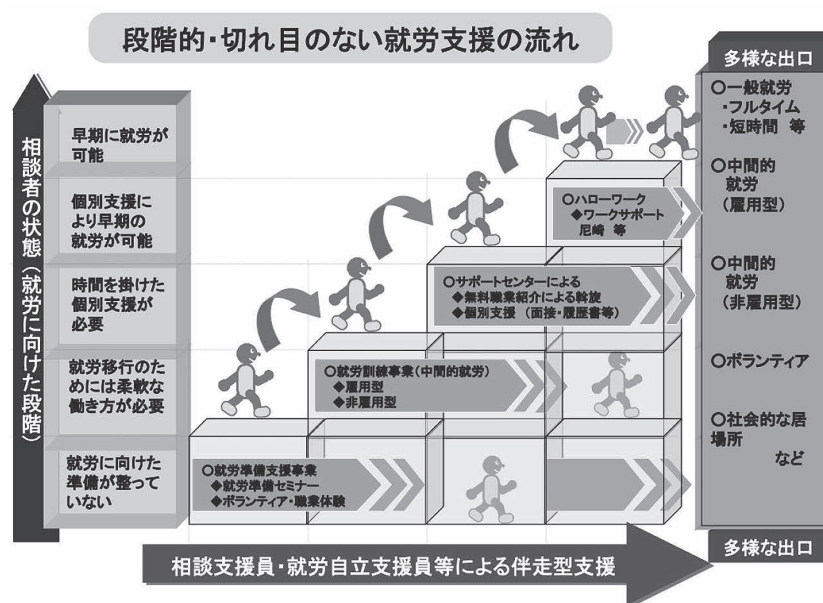 段階的・切れ目のない就労支援の流れ
相談者の状態(就労に向けた段階)
早期に就労が
可能
個別支援に
より早期の
就労が可能
時間を掛けた
個別支援が
必要
就労移行のた
めには柔軟な
働き方が必要
就労に向けた
準備が整って
いない
〇ハローワーク
◆ワークサポート
尼崎 等
〇サポートセンターによる
◆無料職業紹介による斡旋
◆個別支援 (面接・履歴書等)
〇就労訓練事業(中間的就労)
◆雇用型
◆非雇用型
〇就労準備支援事業
◆就労準備セミナー
◆ボランティア・職業体験
多様な出口
〇一般就労
・フルタイム
・短時間 等
〇中間的
就労
(雇用型)
〇中間的
就労
(非雇用型)
〇ボランティア
〇社会的な居
場所
など
多様な出口
相談支援員・就労自立支援員等による伴走型支援